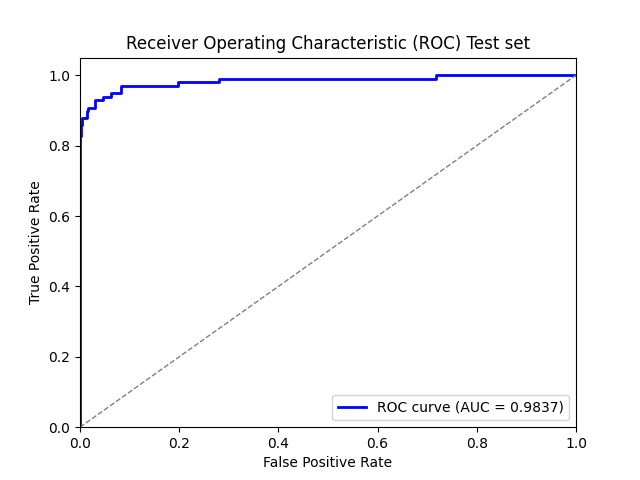 Receiver Operating Characteristic (ROC) Test set
1.0
0.8
0.6
0.4
0.2
0.0
True Positive Rate
ROC curve (AUC = 0.9837)
0.0 0.2 0.4 0.6 0.8 1.0
False Positive Rate